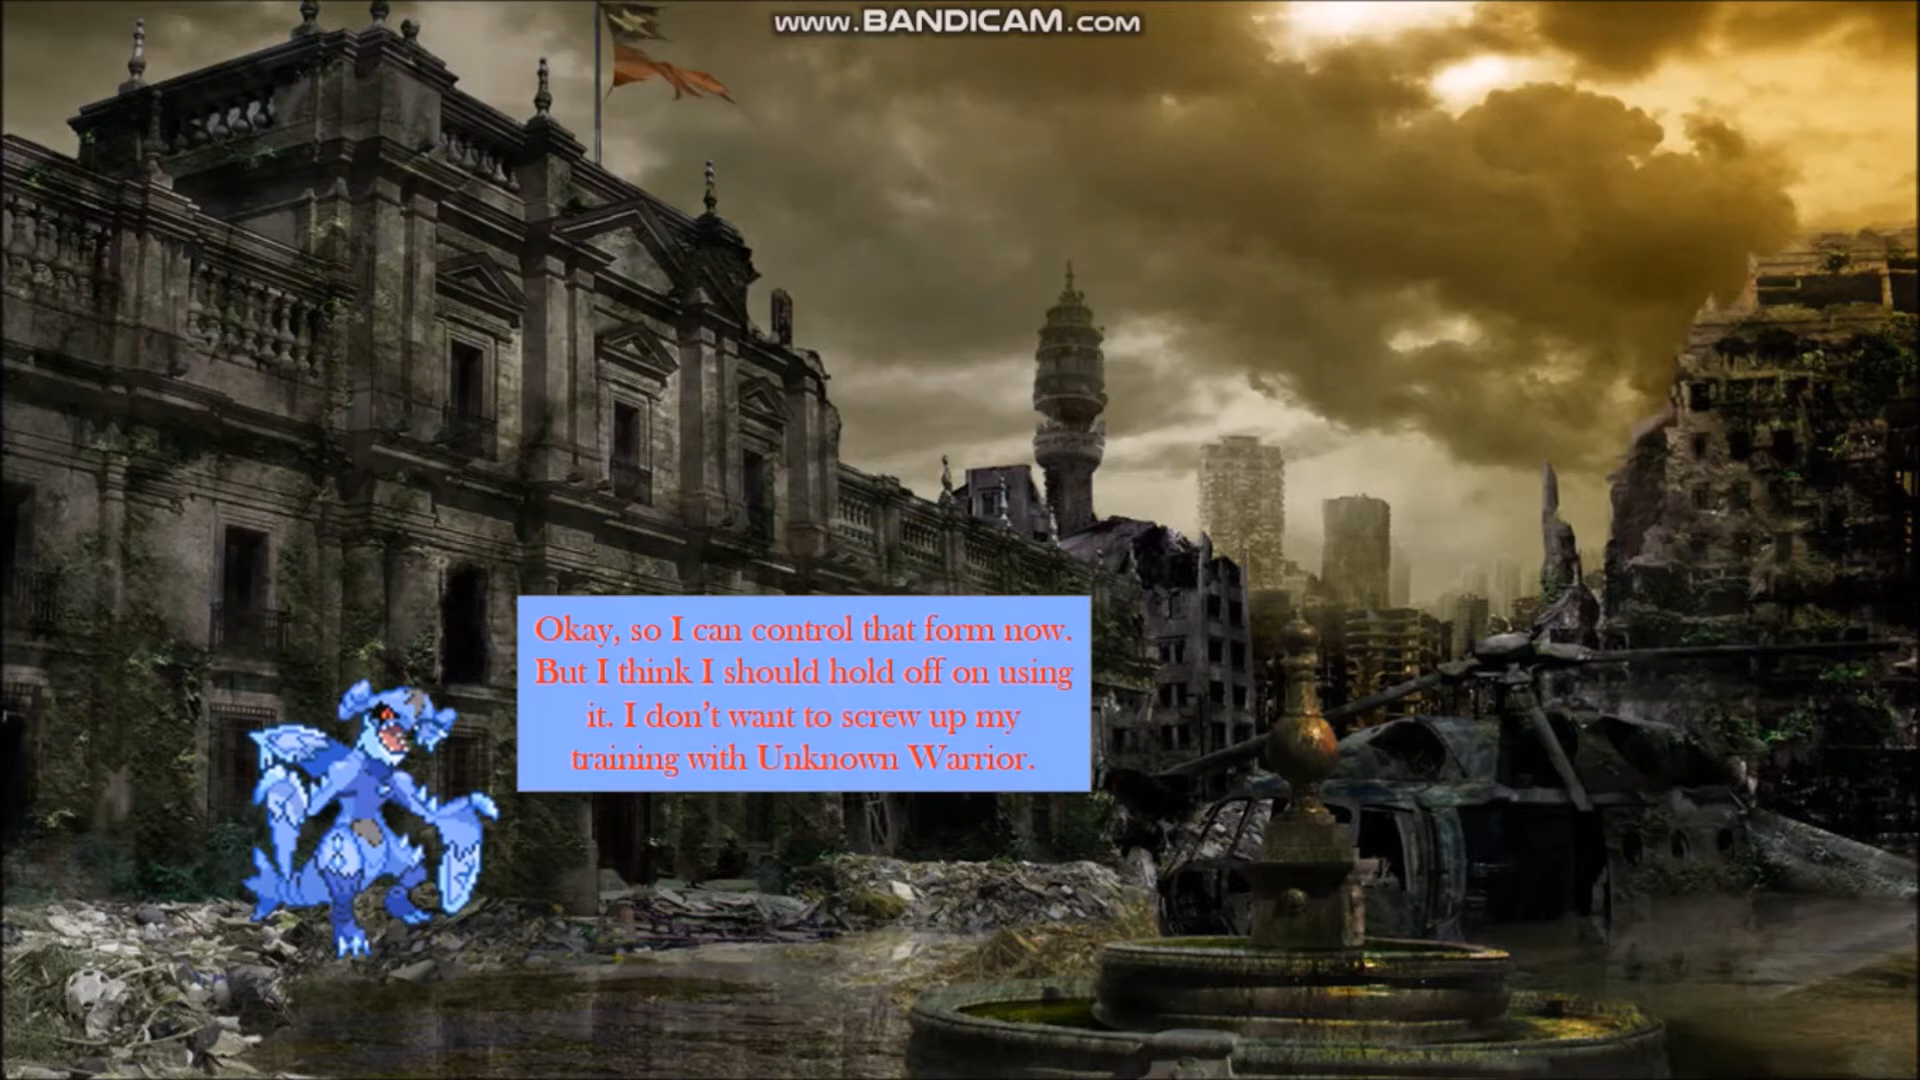 www.BANDICAM.com
Okay, so I can control that form now.
But I think I should hold off on using
it. I don't want to screw up my
training with Unknown Warrior.